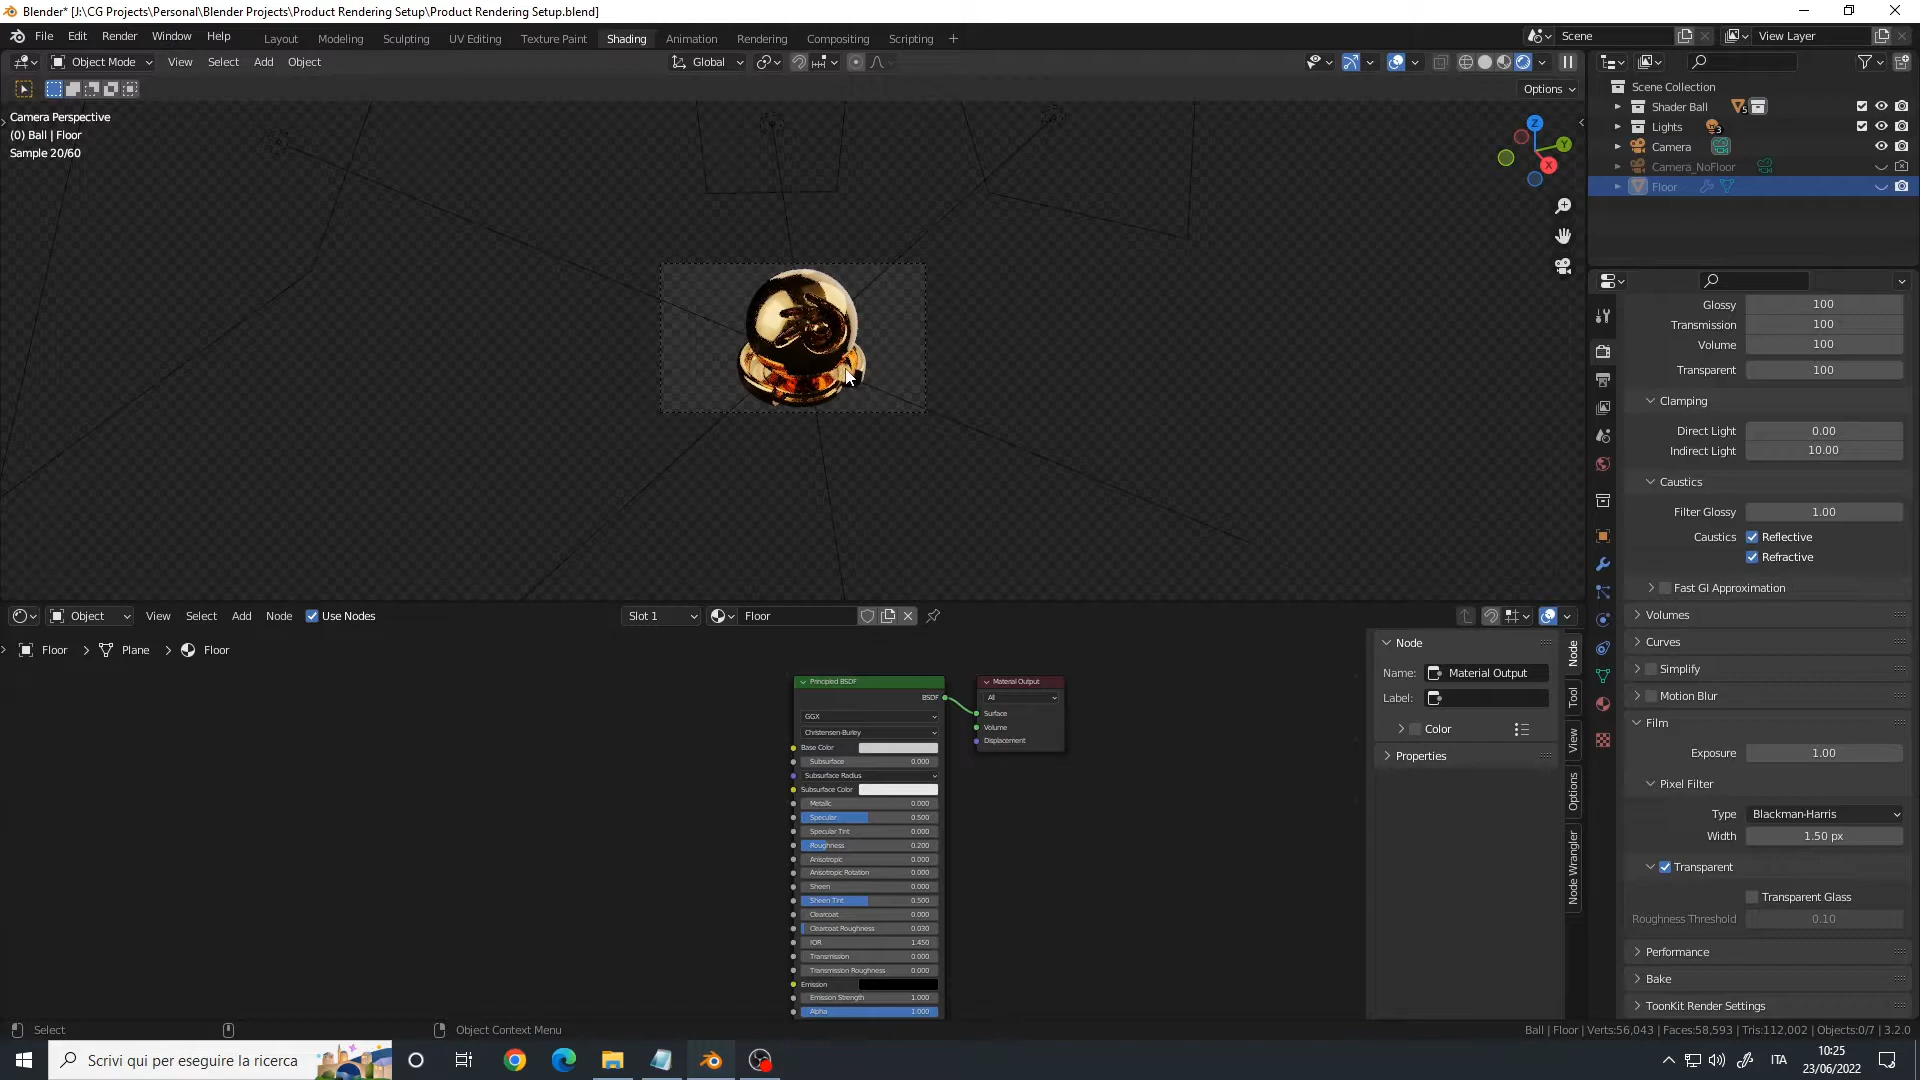 Blender* [J:\CG Projects\Personal\Blender Projects\Product Rendering Setup\Product Rendering Setup.blend]
File Edit Render Window Help Layout Modeling Sculpting UV Editing Texture Paint Shading Animation Rendering Compositing Scripting + Scene View Layer
Object Mode View Select Add Object Global
Options
Camera Perspective
(0) Ball | Floor
Sample 20/60
Z
Y
X
Scene Collection
Shader Ball 5
Lights 3
Camera
Camera_NoFloor
Floor
Glossy 100
Transmission 100
Volume 100
Transparent 100
Clamping
Direct Light 0.00
Indirect Light 10.00
Caustics
Filter Glossy 1.00
Caustics Reflective
Refractive
Fast GI Approximation
Volumes
Curves
Simplify
Motion Blur
Film
Exposure 1.00
Pixel Filter
Type Blackman-Harris
Width 1.50 px
Transparent
Transparent Glass
Roughness Threshold 0.10
Performance
Bake
ToonKit Render Settings
Object View Select Add Node Use Nodes Slot 1 Floor
Floor > Plane > Floor
Principled BSDF
BSDF
GGX
Christensen-Burley
Base Color
Subsurface 0.000
Subsurface Radius
Subsurface Color
Metallic 0.000
Specular 0.500
Specular Tint 0.000
Roughness 0.200
Anisotropic 0.000
Anisotropic Rotation 0.000
Sheen 0.000
Sheen Tint 0.500
Clearcoat 0.000
Clearcoat Roughness 0.030
IOR 1.450
Transmission 0.000
Transmission Roughness 0.000
Emission
Emission Strength 1.000
Alpha 1.000
Material Output
All
Surface
Volume
Displacement
Node
Name: Material Output
Label:
Color
Properties
Node
Tool
View
Options
Node Wrangler
Select Object Context Menu Ball | Floor | Verts:56,043 | Faces:58,593 | Tris:112,002 | Objects:0/7 | 3.2.0
Scrivi qui per eseguire la ricerca ITA 10:25
23/06/2022